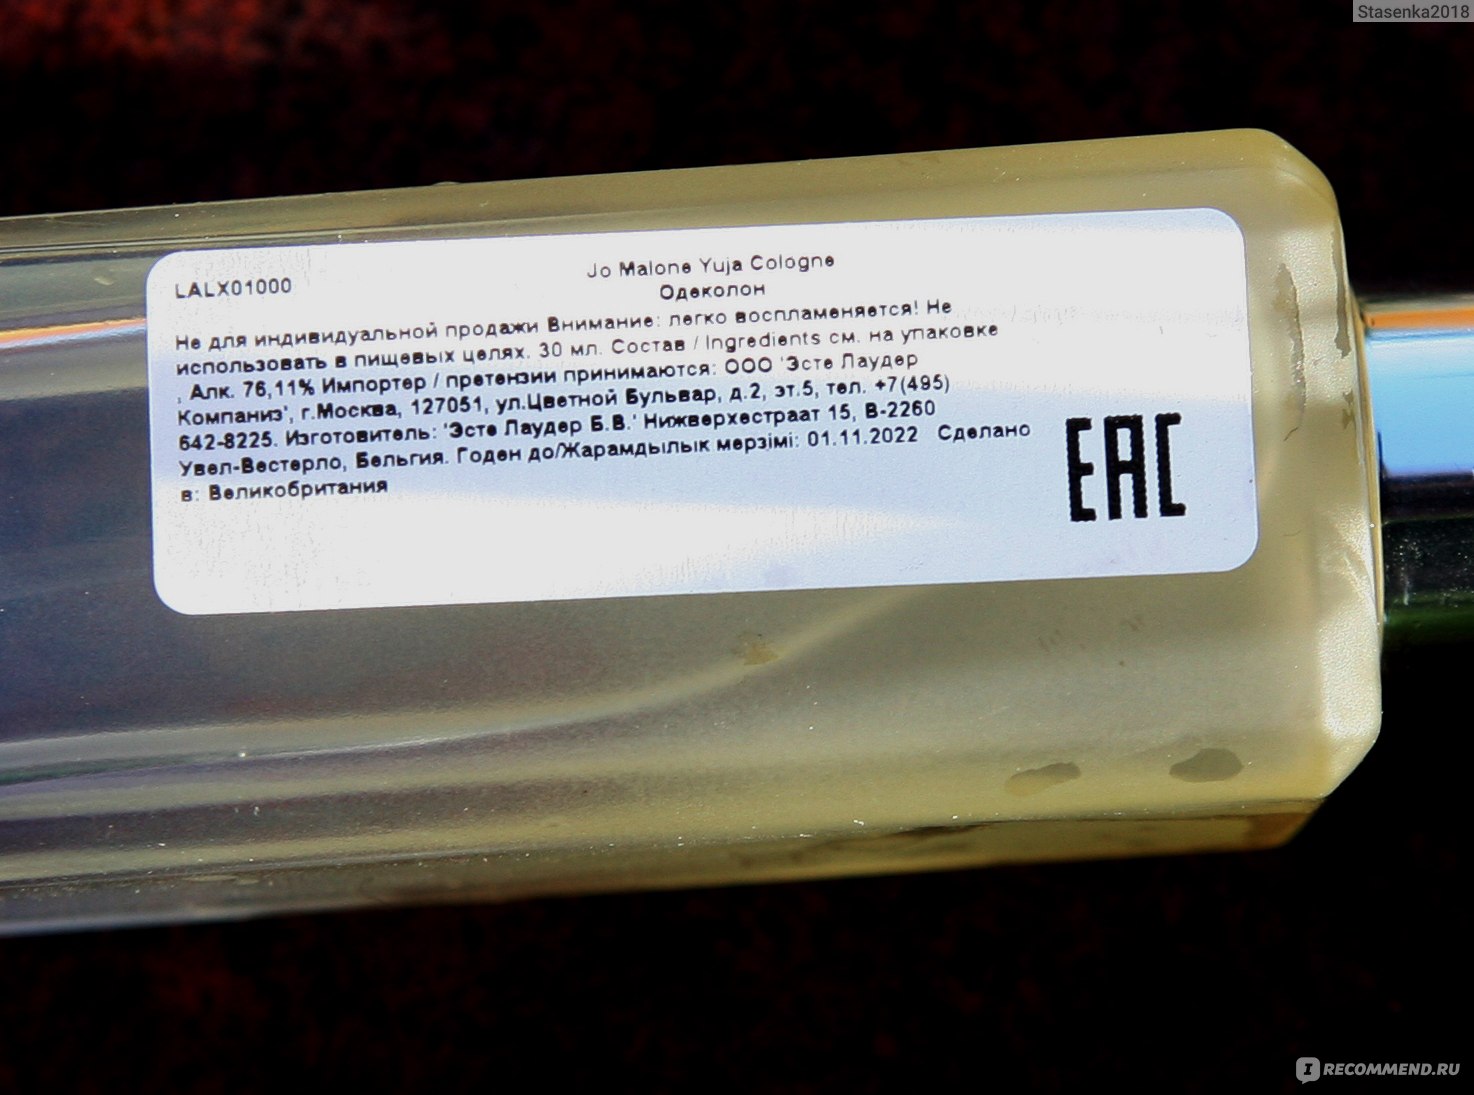 Stasenka2018
LALX01000
Jo Malone Yuja Cologne
Одеколон
Не для индивидуальной продажи Внимание: легко воспламеняется! Не
использовать в пищевых целях. 30 мл. Состав / Ingredients см. на упаковке
. Алк. 76,11% Импортер / претензии принимаются: ООО 'Эсте Лаудер
Компаниз', г.Москва, 127051, ул.Цветной Бульвар, д.2, эт.5, тел. +7(495)
642-8225. Изготовитель: 'Эсте Лаудер Б.В.' Нижверхестраат 15, В-2260
Увел-Вестерло, Бельгия. Годен до/Жарамдылык мерзімі: 01.11.2022 Сделано
в: Великобритания
EAC
IRECOMMEND.RU